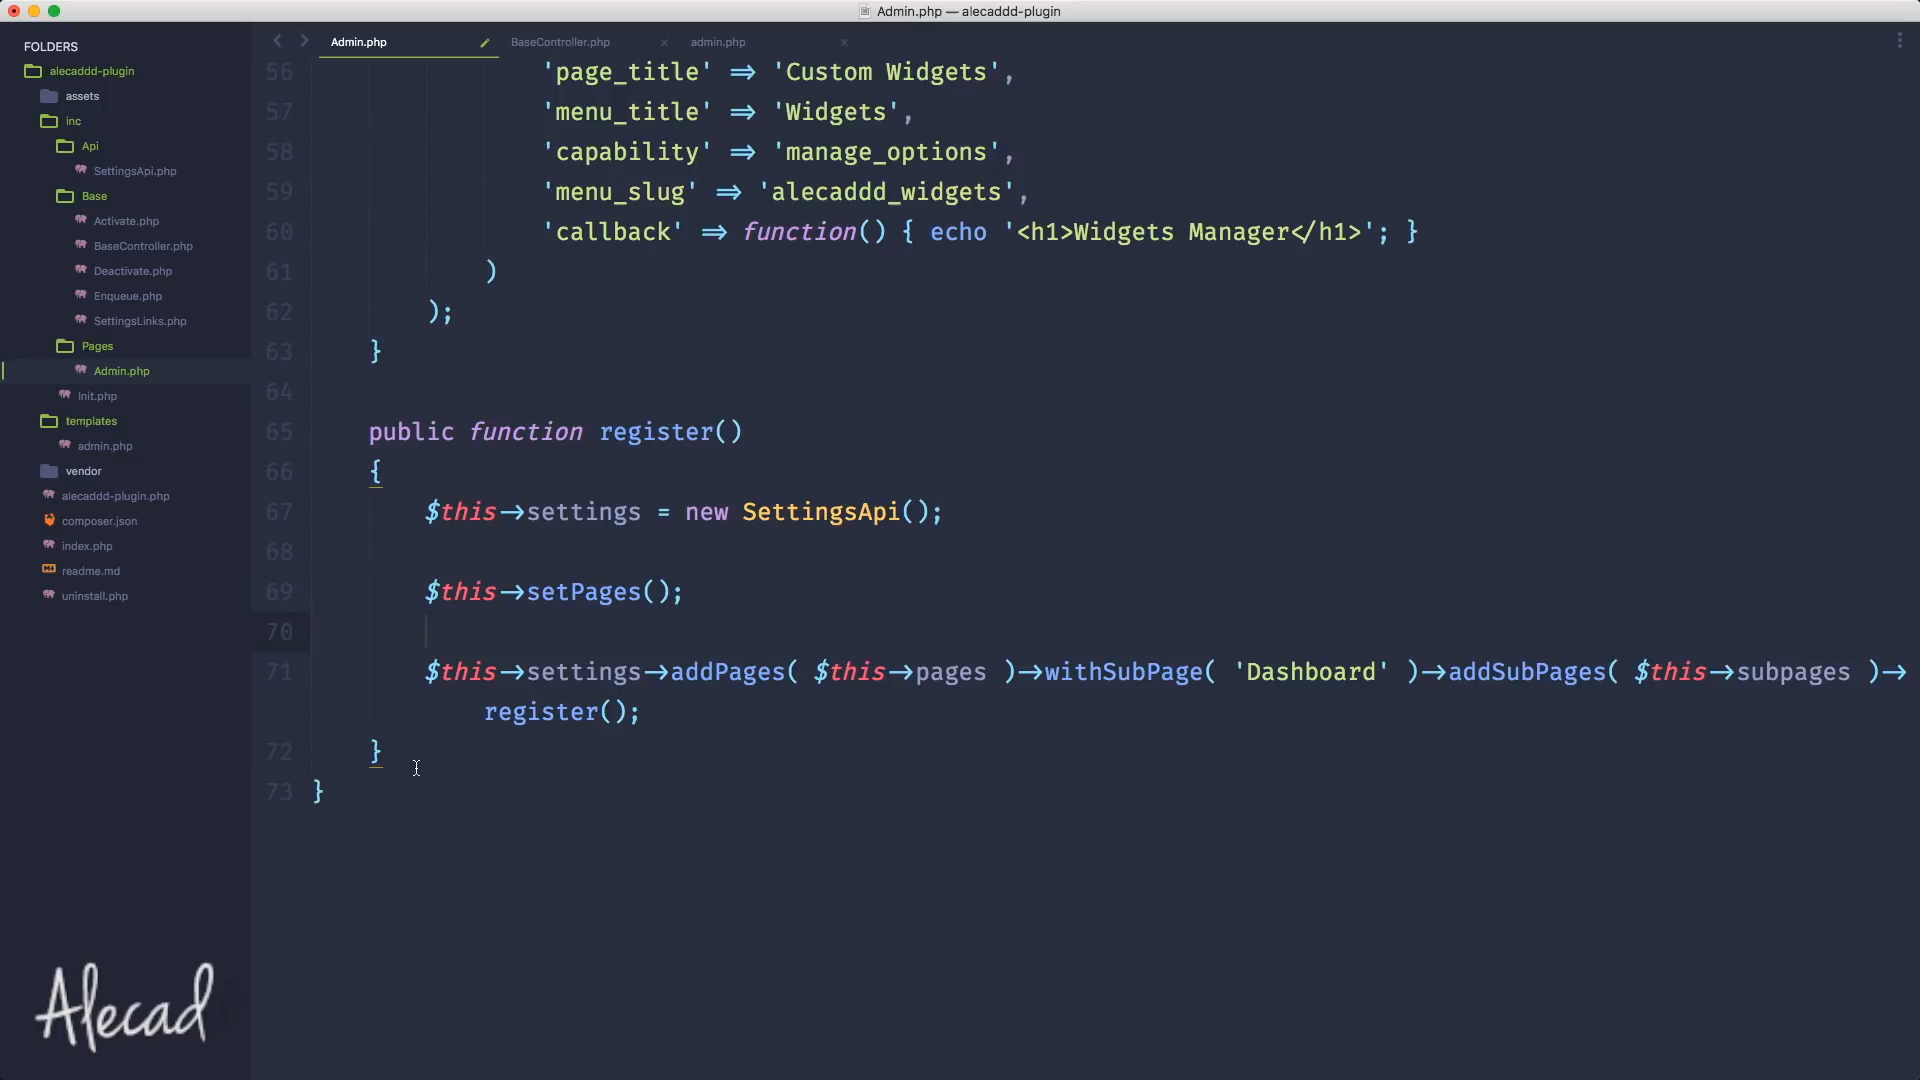 Admin.php — alecaddd-plugin
FOLDERS
alecaddd-plugin
assets
inc
Api
SettingsApi.php
Base
Activate.php
BaseController.php
Deactivate.php
Enqueue.php
SettingsLinks.php
Pages
Admin.php
Init.php
templates
admin.php
vendor
alecaddd-plugin.php
composer.json
index.php
readme.md
uninstall.php
Alecad
Admin.php BaseController.php admin.php
56 'page_title' => 'Custom Widgets',
57 'menu_title' => 'Widgets',
58 'capability' => 'manage_options',
59 'menu_slug' => 'alecaddd_widgets',
60 'callback' => function() { echo '<h1>Widgets Manager</h1>'; }
61 )
62 );
63 }
64
65 public function register()
66 {
67 $this->settings = new SettingsApi();
68
69 $this->setPages();
70
71 $this->settings->addPages( $this->pages )->withSubPage( 'Dashboard' )->addSubPages( $this->subpages )->
register();
72 }
73 }